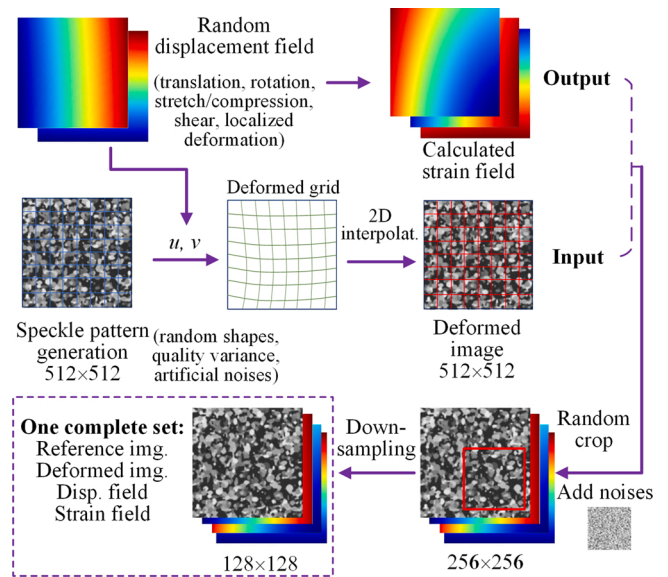 Random
displacement field
(translation, rotation,
stretch/compression,
shear, localized
deformation)
Output
Calculated
strain field
Deformed grid
u, v
2D
interpolat.
Input
Speckle pattern
generation
512×512
(random shapes,
quality variance,
artificial noises)
Deformed
image
512×512
One complete set:
Reference img.
Deformed img.
Disp. field
Strain field
128×128
Down-
sampling
256×256
Random
crop
Add noises